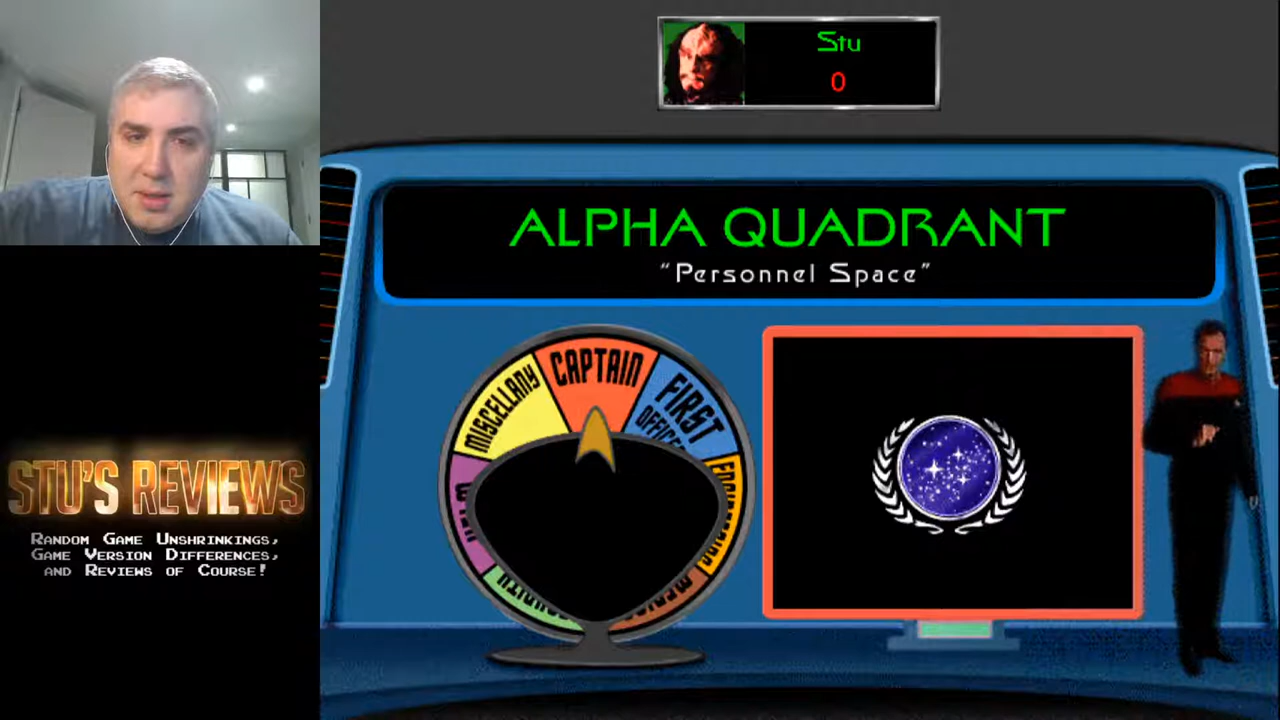 Stu
0
ALPHA QUADRANT
"Personnel Space"
MISCELLANY
CAPTAIN
FIRST
STU'S REVIEWS
RANDOM GAME UNSHRINKINGS,
GAME VERSION DIFFERENCES,
AND REVIEWS OF COURSE!